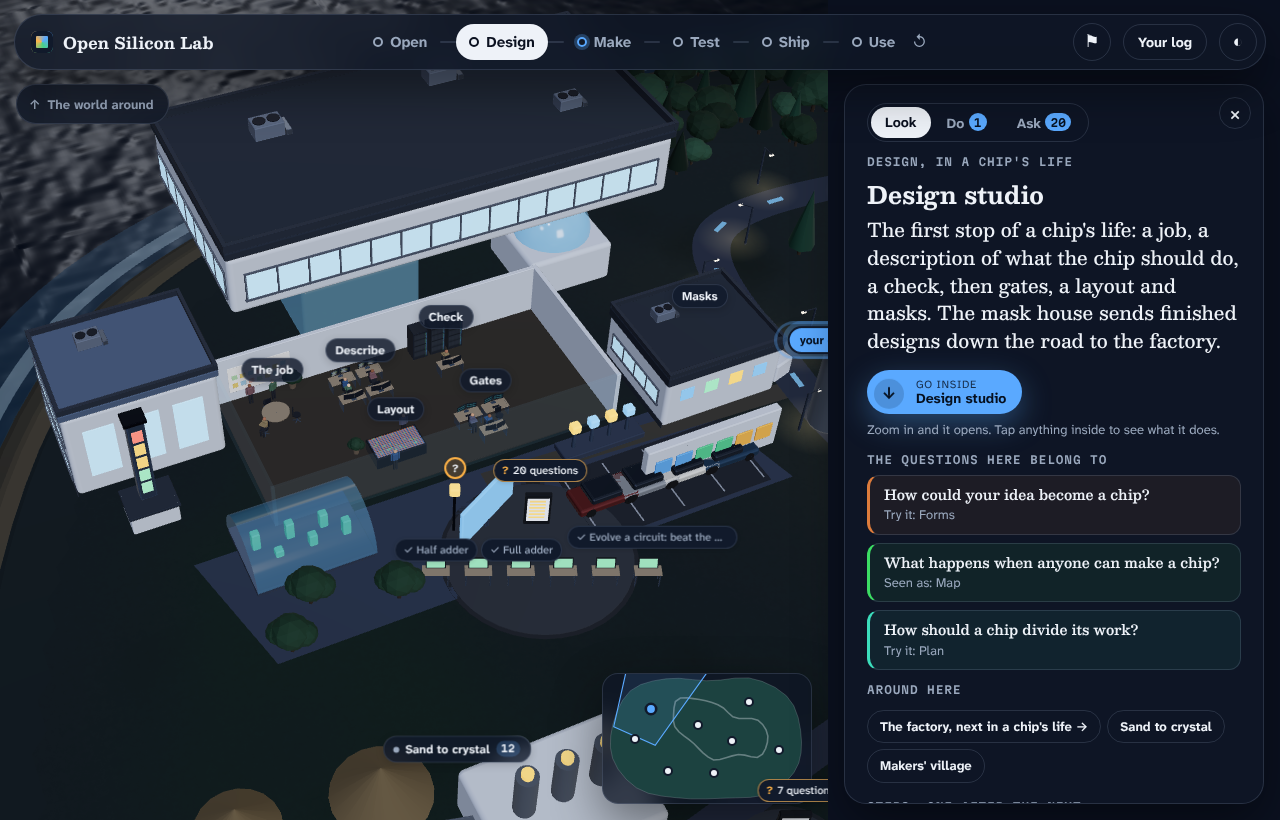 Open Silicon Lab
Open
Design
Make
Test
Ship
Use
Your log
The world around
Masks
Check
Describe
The job
Gates
Layout
your
? 20 questions
?
Evolve a circuit: beat the ...
Half adder
Full adder
Sand to crystal 12
? 7 question
Look
Do 1
Ask 20
DESIGN, IN A CHIP'S LIFE
Design studio
The first stop of a chip's life: a job, a
description of what the chip should do,
a check, then gates, a layout and
masks. The mask house sends finished
designs down the road to the factory.
GO INSIDE
Design studio
Zoom in and it opens. Tap anything inside to see what it does.
THE QUESTIONS HERE BELONG TO
How could your idea become a chip?
Try it: Forms
What happens when anyone can make a chip?
Seen as: Map
How should a chip divide its work?
Try it: Plan
AROUND HERE
The factory, next in a chip's life →
Sand to crystal
Makers' village